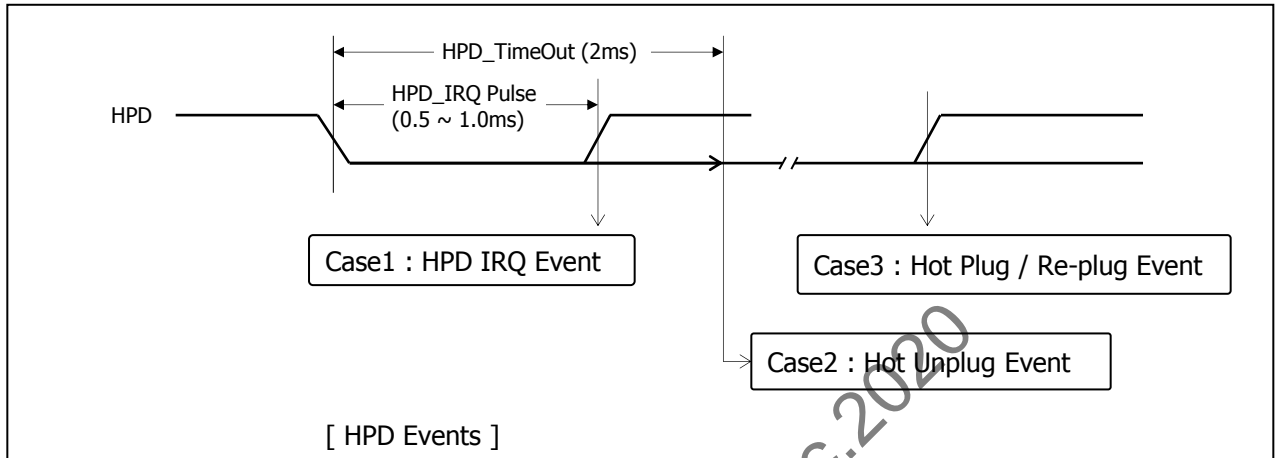 HPD_TimeOut (2ms)
HPD_IRQ Pulse
(0.5 ~ 1.0ms)
HPD
Case1 : HPD IRQ Event
Case3 : Hot Plug / Re-plug Event
Case2 : Hot Unplug Event
[ HPD Events ]
c.2020